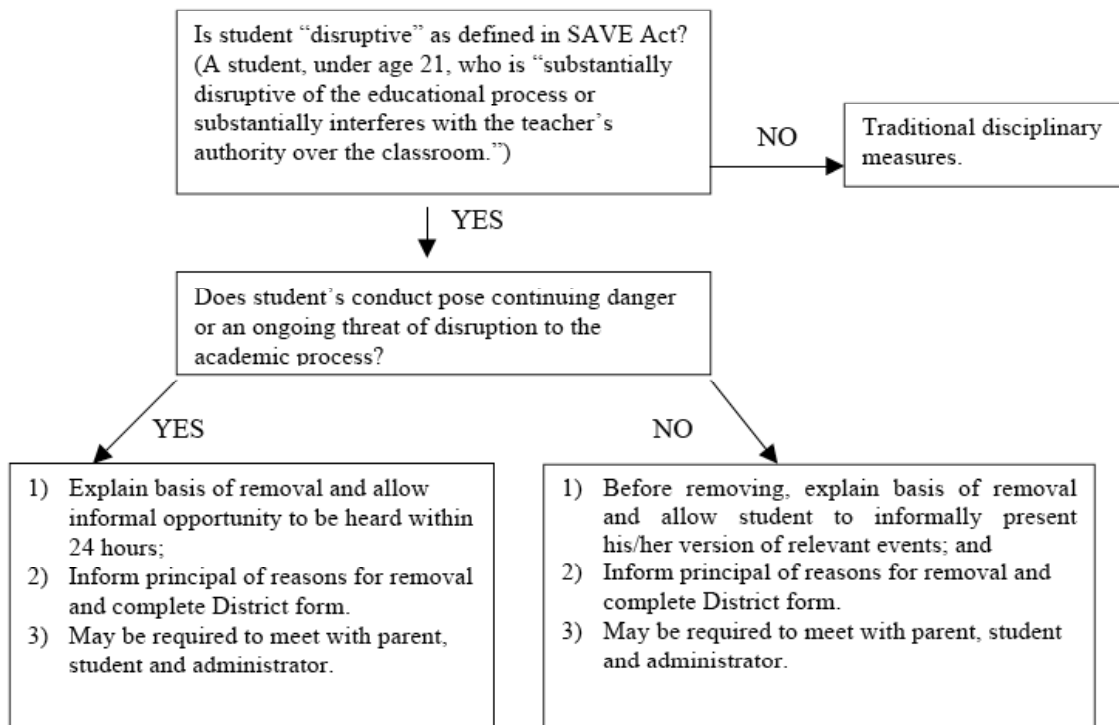 Is student “disruptive” as defined in SAVE Act?
(A student, under age 21, who is “substantially
disruptive of the educational process or
substantially interferes with the teacher’s
authority over the classroom.”)
NO
Traditional disciplinary
measures.
YES
Does student’s conduct pose continuing danger
or an ongoing threat of disruption to the
academic process?
YES
NO
1) Explain basis of removal and allow
informal opportunity to be heard within
24 hours;
2) Inform principal of reasons for removal
and complete District form.
3) May be required to meet with parent,
student and administrator.
1) Before removing, explain basis of removal
and allow student to informally present
his/her version of relevant events; and
2) Inform principal of reasons for removal and
complete District form.
3) May be required to meet with parent, student
and administrator.